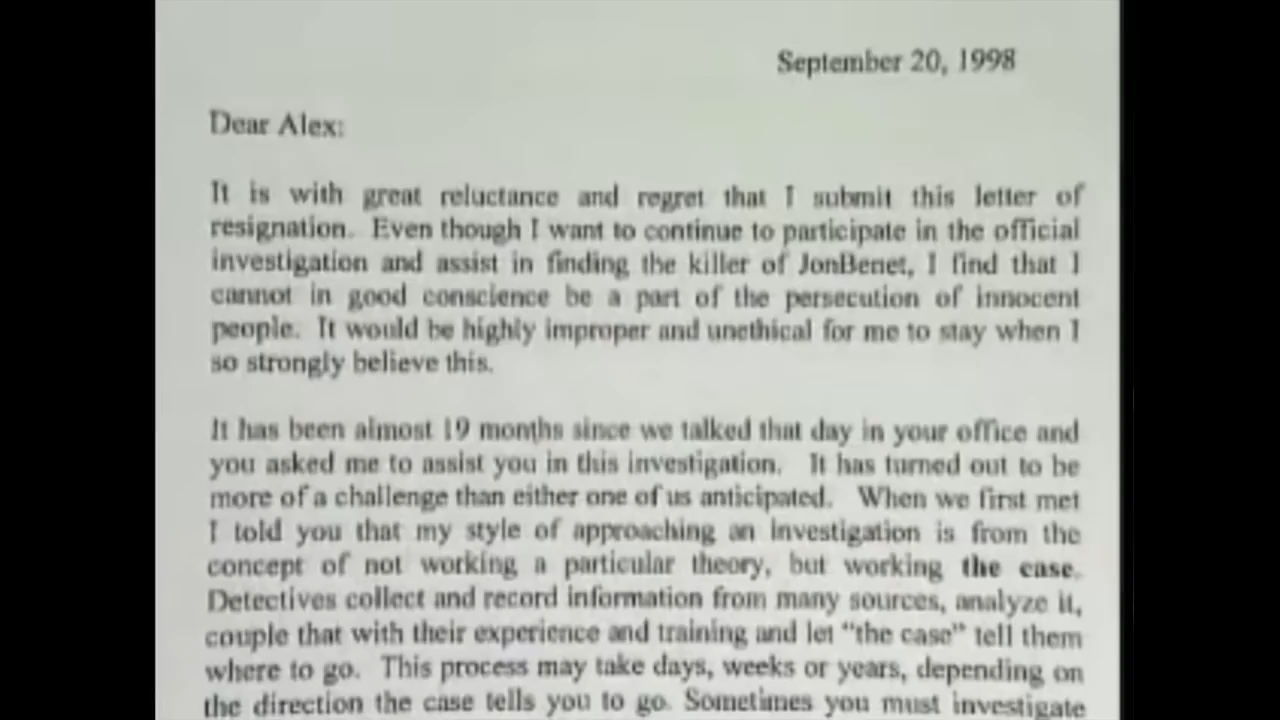 September 20, 1998
Dear Alex:
It is with great reluctance and regret that I submit this letter of
resignation. Even though I want to continue to participate in the official
investigation and assist in finding the killer of JonBenet, I find that I
cannot in good conscience be a part of the persecution of innocent
people. It would be highly improper and unethical for me to stay when I
so strongly believe this.
It has been almost 19 months since we talked that day in your office and
you asked me to assist you in this investigation. It has turned out to be
more of a challenge than either one of us anticipated. When we first met
I told you that my style of approaching an investigation is from the
concept of not working a particular theory, but working the case.
Detectives collect and record information from many sources, analyze it,
couple that with their experience and training and let "the case" tell them
where to go. This process may take days, weeks or years, depending on
the direction the case tells you to go. Sometimes you must investigate